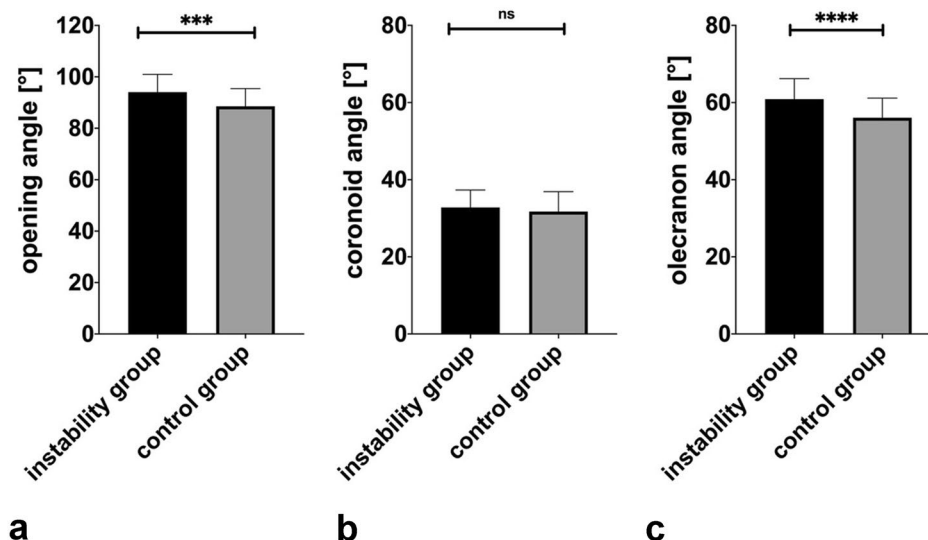 ***
120
100
80
60
40
20
0
opening angle [°]
instability group
control group
a
ns
80
60
40
20
0
coronoid angle [°]
instability group
control group
b
****
80
60
40
20
0
olecranon angle [°]
instability group
control group
c